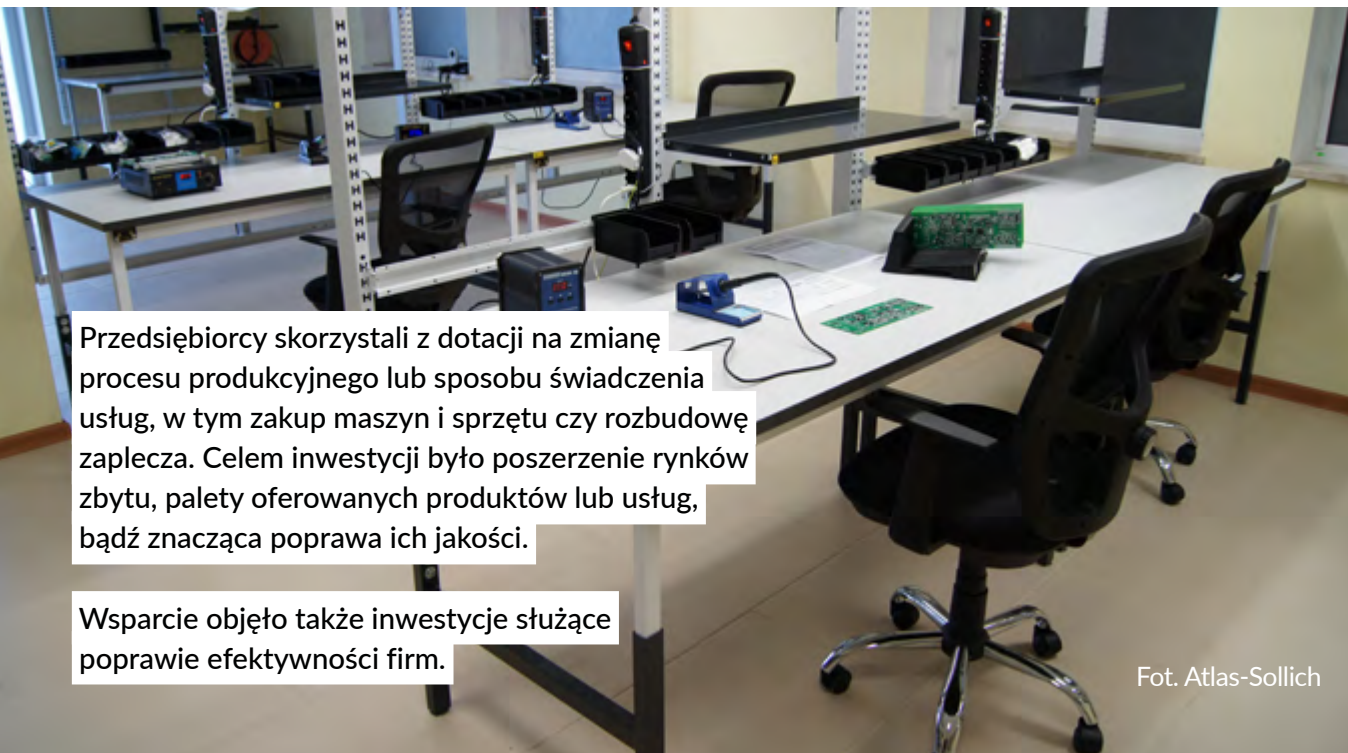 Przedsiębiorcy skorzystali z dotacji na zmianę
procesu produkcyjnego lub sposobu świadczenia
usług, w tym zakup maszyn i sprzętu czy rozbudowę
zaplecza. Celem inwestycji było poszerzenie rynków
zbytu, palety oferowanych produktów lub usług,
bądź znacząca poprawa ich jakości.
Wsparcie objęło także inwestycje służące
poprawie efektywności firm.
Fot. Atlas-Sollich